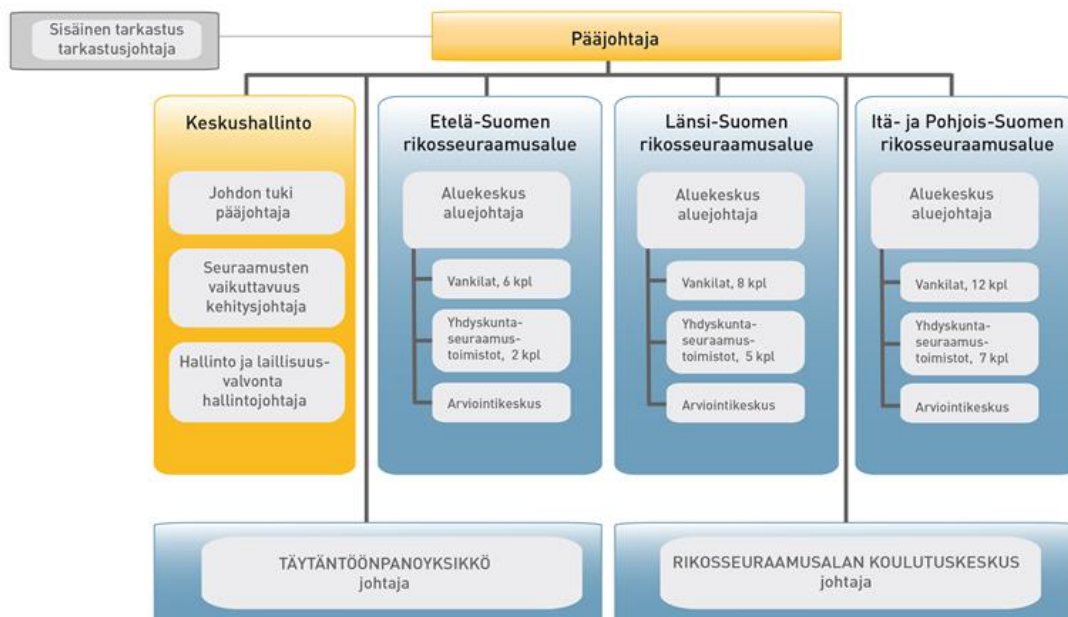 Sisäinen tarkastus
tarkastusjohtaja
Pääjohtaja
Keskushallinto
Johdon tuki
pääjohtaja
Seuraamusten
vaikuttavuus
kehitysjohtaja
Hallinto ja laillisuus-
valvonta
hallintojohtaja
Etelä-Suomen
rikosseuraamusalue
Aluekeskus
aluejohtaja
Vankilat, 6 kpl
Yhdyskunta-
seuraamus-
toimistot, 2 kpl
Arviointikeskus
Länsi-Suomen
rikosseuraamusalue
Aluekeskus
aluejohtaja
Vankilat, 8 kpl
Yhdyskunta-
seuraamus-
toimistot, 5 kpl
Arviointikeskus
Itä- ja Pohjois-Suomen
rikosseuraamusalue
Aluekeskus
aluejohtaja
Vankilat, 12 kpl
Yhdyskunta-
seuraamus-
toimistot, 7 kpl
Arviointikeskus
TÄYTÄNTÖÖNPANOYKSIKKÖ
johtaja
RIKOSSEURAAMUSALAN KOULUTUSKESKUS
johtaja